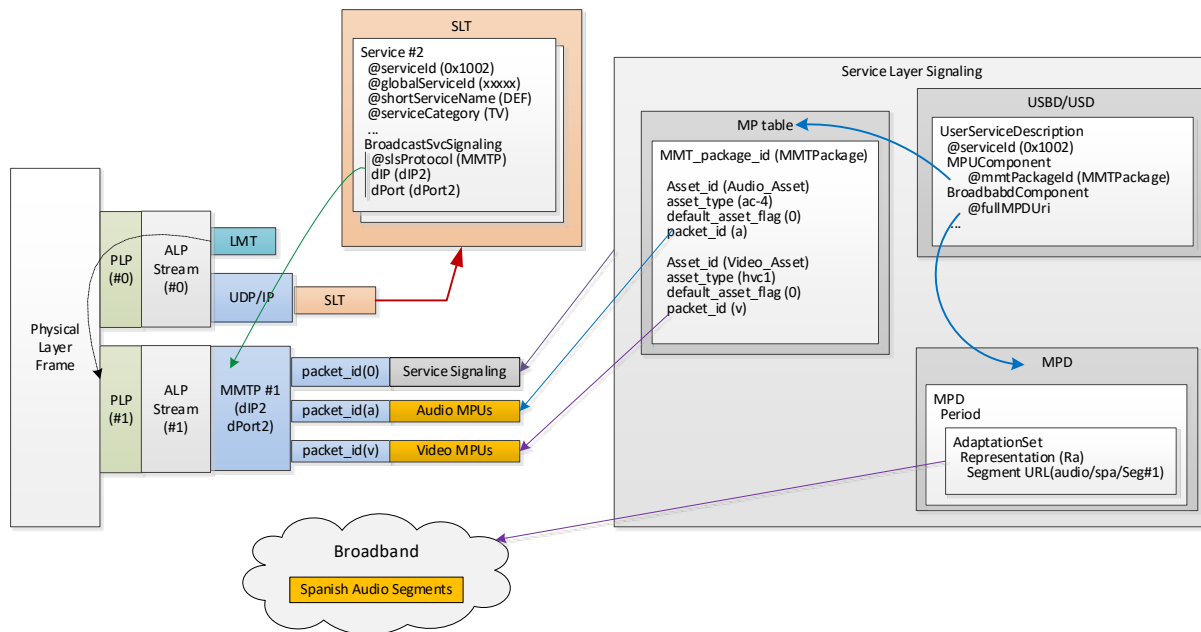 SLT
Service #2
@serviceId (0x1002)
@globalServiceId (xxxxx)
@shortServiceName (DEF)
@serviceCategory (TV)
...
BroadcastSvcSignaling
@slsProtocol (MMTP)
dIP (dIP2)
dPort (dPort2)
Service Layer Signaling
USBD/USD
UserServiceDescription
@serviceId (0x1002)
MPUComponent
@mmtPackageId (MMTPackage)
BroadbabdComponent
@fullMPDUri
...
MP table
MMT_package_id (MMTPackage)
Asset_id (Audio_Asset)
asset_type (ac-4)
default_asset_flag (0)
packet_id (a)
Asset_id (Video_Asset)
asset_type (hvc1)
default_asset_flag (0)
packet_id (v)
MPD
MPD
Period
AdaptationSet
Representation (Ra)
Segment URL(audio/spa/Seg#1)
Physical
Layer
Frame
PLP
(#0)
ALP
Stream
(#0)
LMT
UDP/IP
SLT
PLP
(#1)
ALP
Stream
(#1)
MMTP #1
(dIP2
dPort2)
packet_id(0)
Service Signaling
packet_id(a)
Audio MPUs
packet_id(v)
Video MPUs
Broadband
Spanish Audio Segments